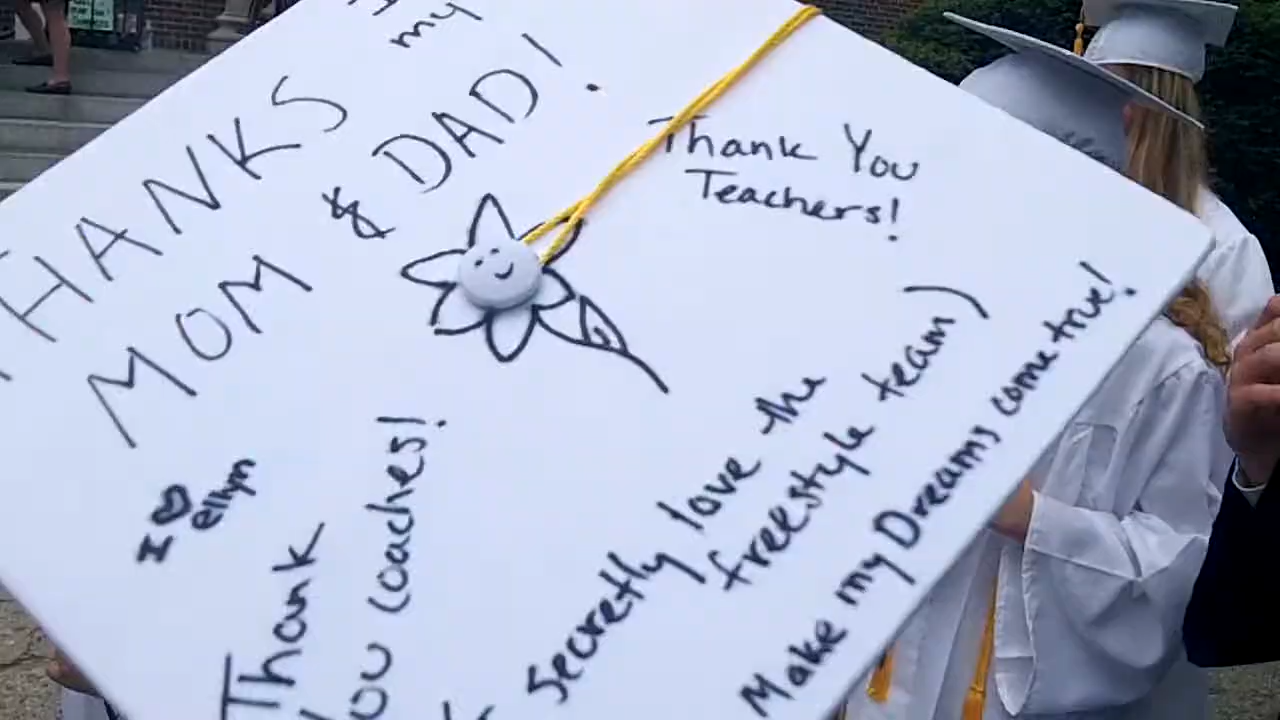 my
THANKS
MOM & DAD!
Thank You
Teachers!
I ♥
ellyn
Thank
you coaches!
Secretly love the
freestyle team)
Make my Dreams come true!